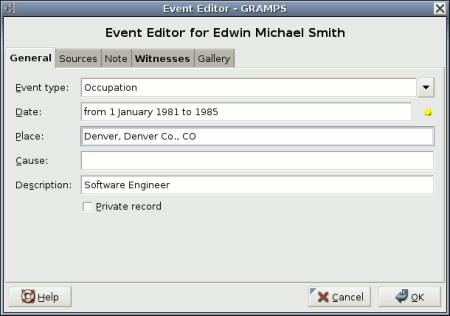 Event Editor - GRAMPS
Event Editor for Edwin Michael Smith
General Sources Note Witnesses Gallery
Event type: Occupation
Date: from 1 January 1981 to 1985
Place: Denver, Denver Co., CO
Cause:
Description: Software Engineer
Private record
Help Cancel OK